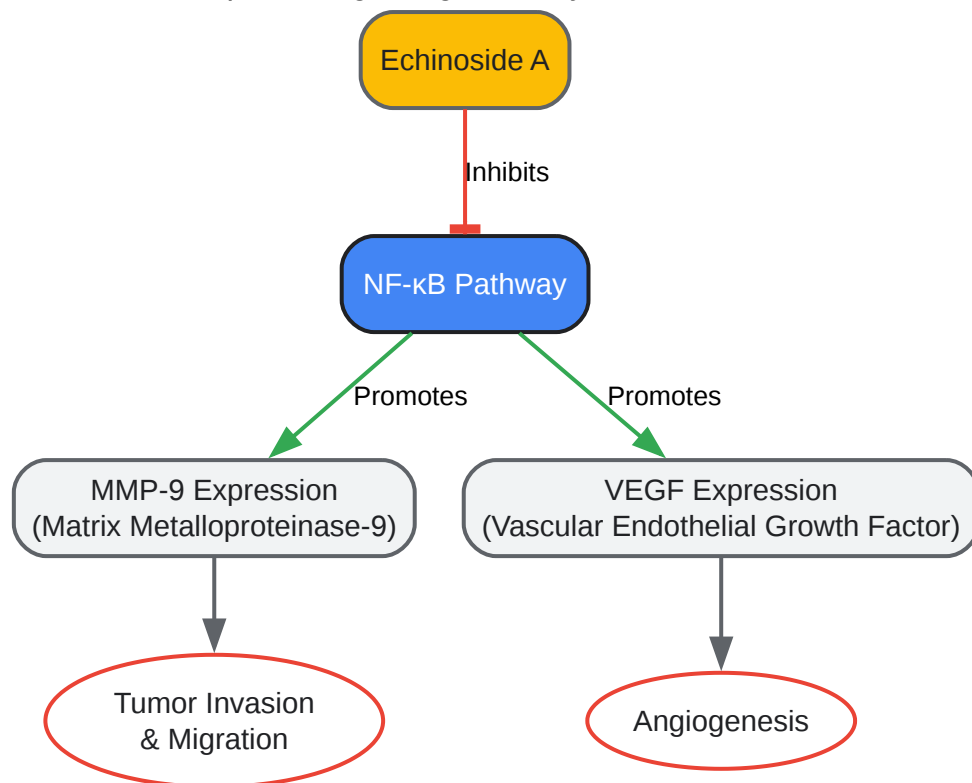 Echinoside A
Inhibits
NF-κB Pathway
Promotes
Promotes
MMP-9 Expression
(Matrix Metalloproteinase-9)
VEGF Expression
(Vascular Endothelial Growth Factor)
Tumor Invasion
& Migration
Angiogenesis